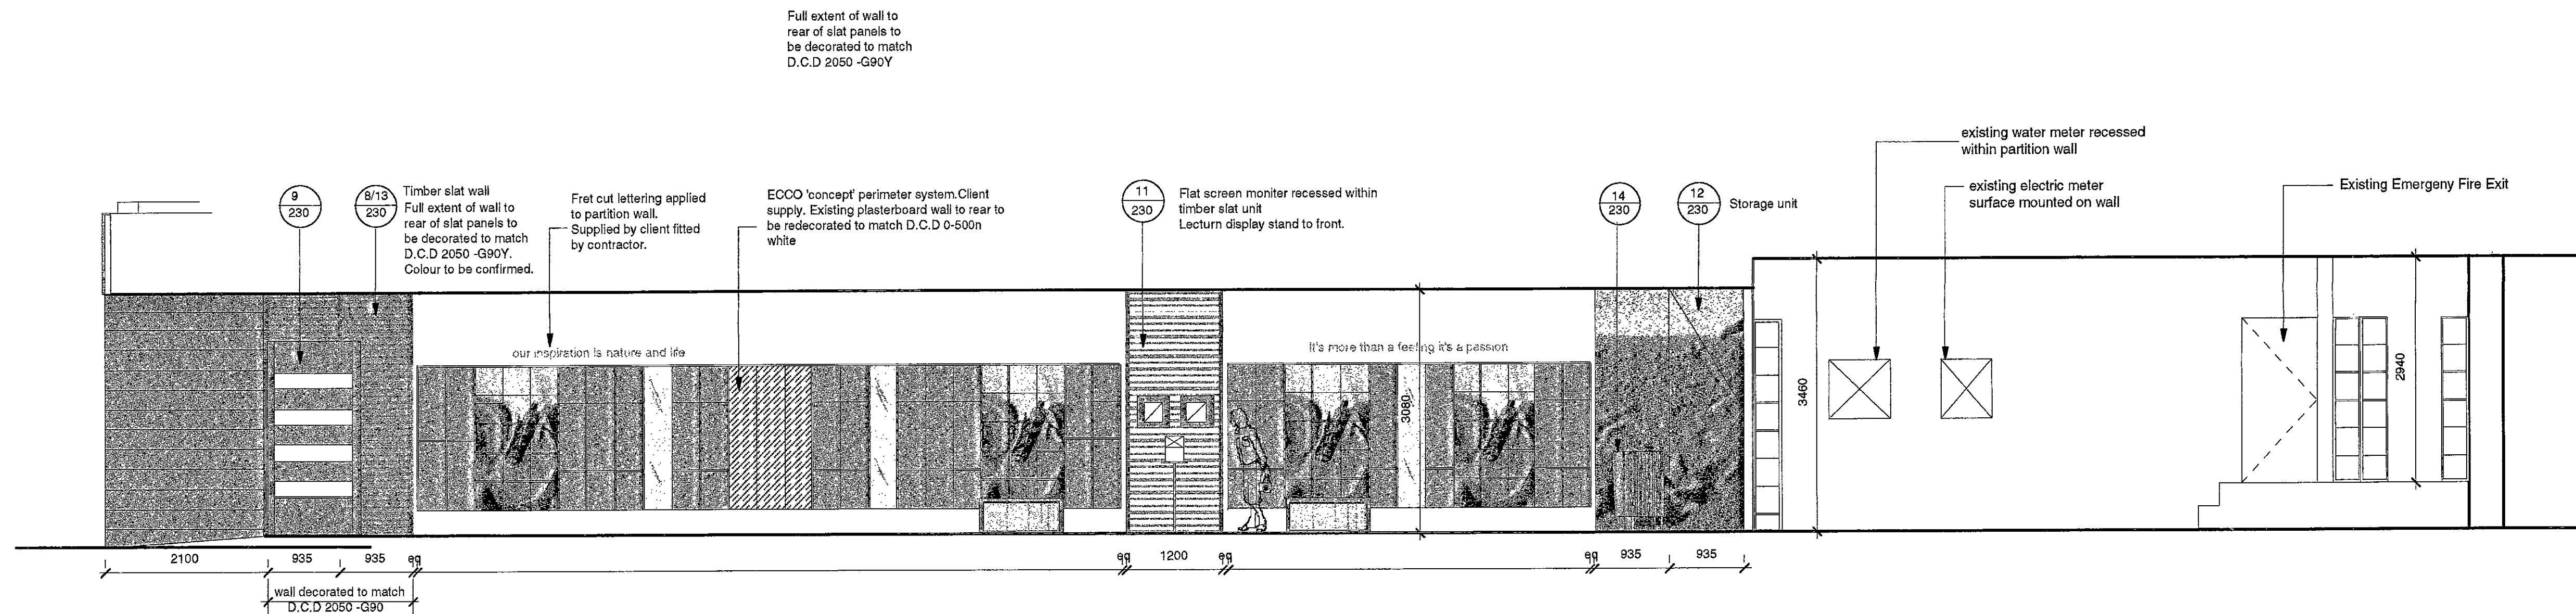 Full extent of wall to
rear of slat panels to
be decorated to match
D.C.D 2050 -G90Y
existing water meter recessed
within partition wall
existing electric meter
surface mounted on wall
Existing Emergeny Fire Exit
9
230
8/13
230
Timber slat wall
Full extent of wall to
rear of slat panels to
be decorated to match
D.C.D 2050 -G90Y.
Colour to be confirmed.
Fret cut lettering applied
to partition wall.
Supplied by client fitted
by contractor.
ECCO 'concept' perimeter system.Client
supply. Existing plasterboard wall to rear to
be redecorated to match D.C.D 0-500n
white
11
230
Flat screen moniter recessed within
timber slat unit
Lecturn display stand to front.
14
230
12
230
Storage unit
our inspiration is nature and life
it's more than a feeling it's a passion
3080
3460
2940
2100
935
935
eq
eq
1200
eq
eq
935
935
wall decorated to match
D.C.D 2050 -G90